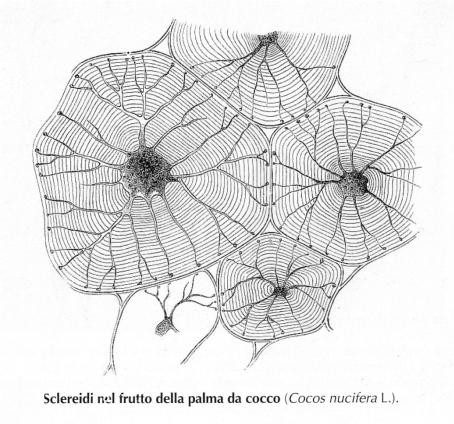 Sclereidi nel frutto della palma da cocco (Cocos nucifera L.).